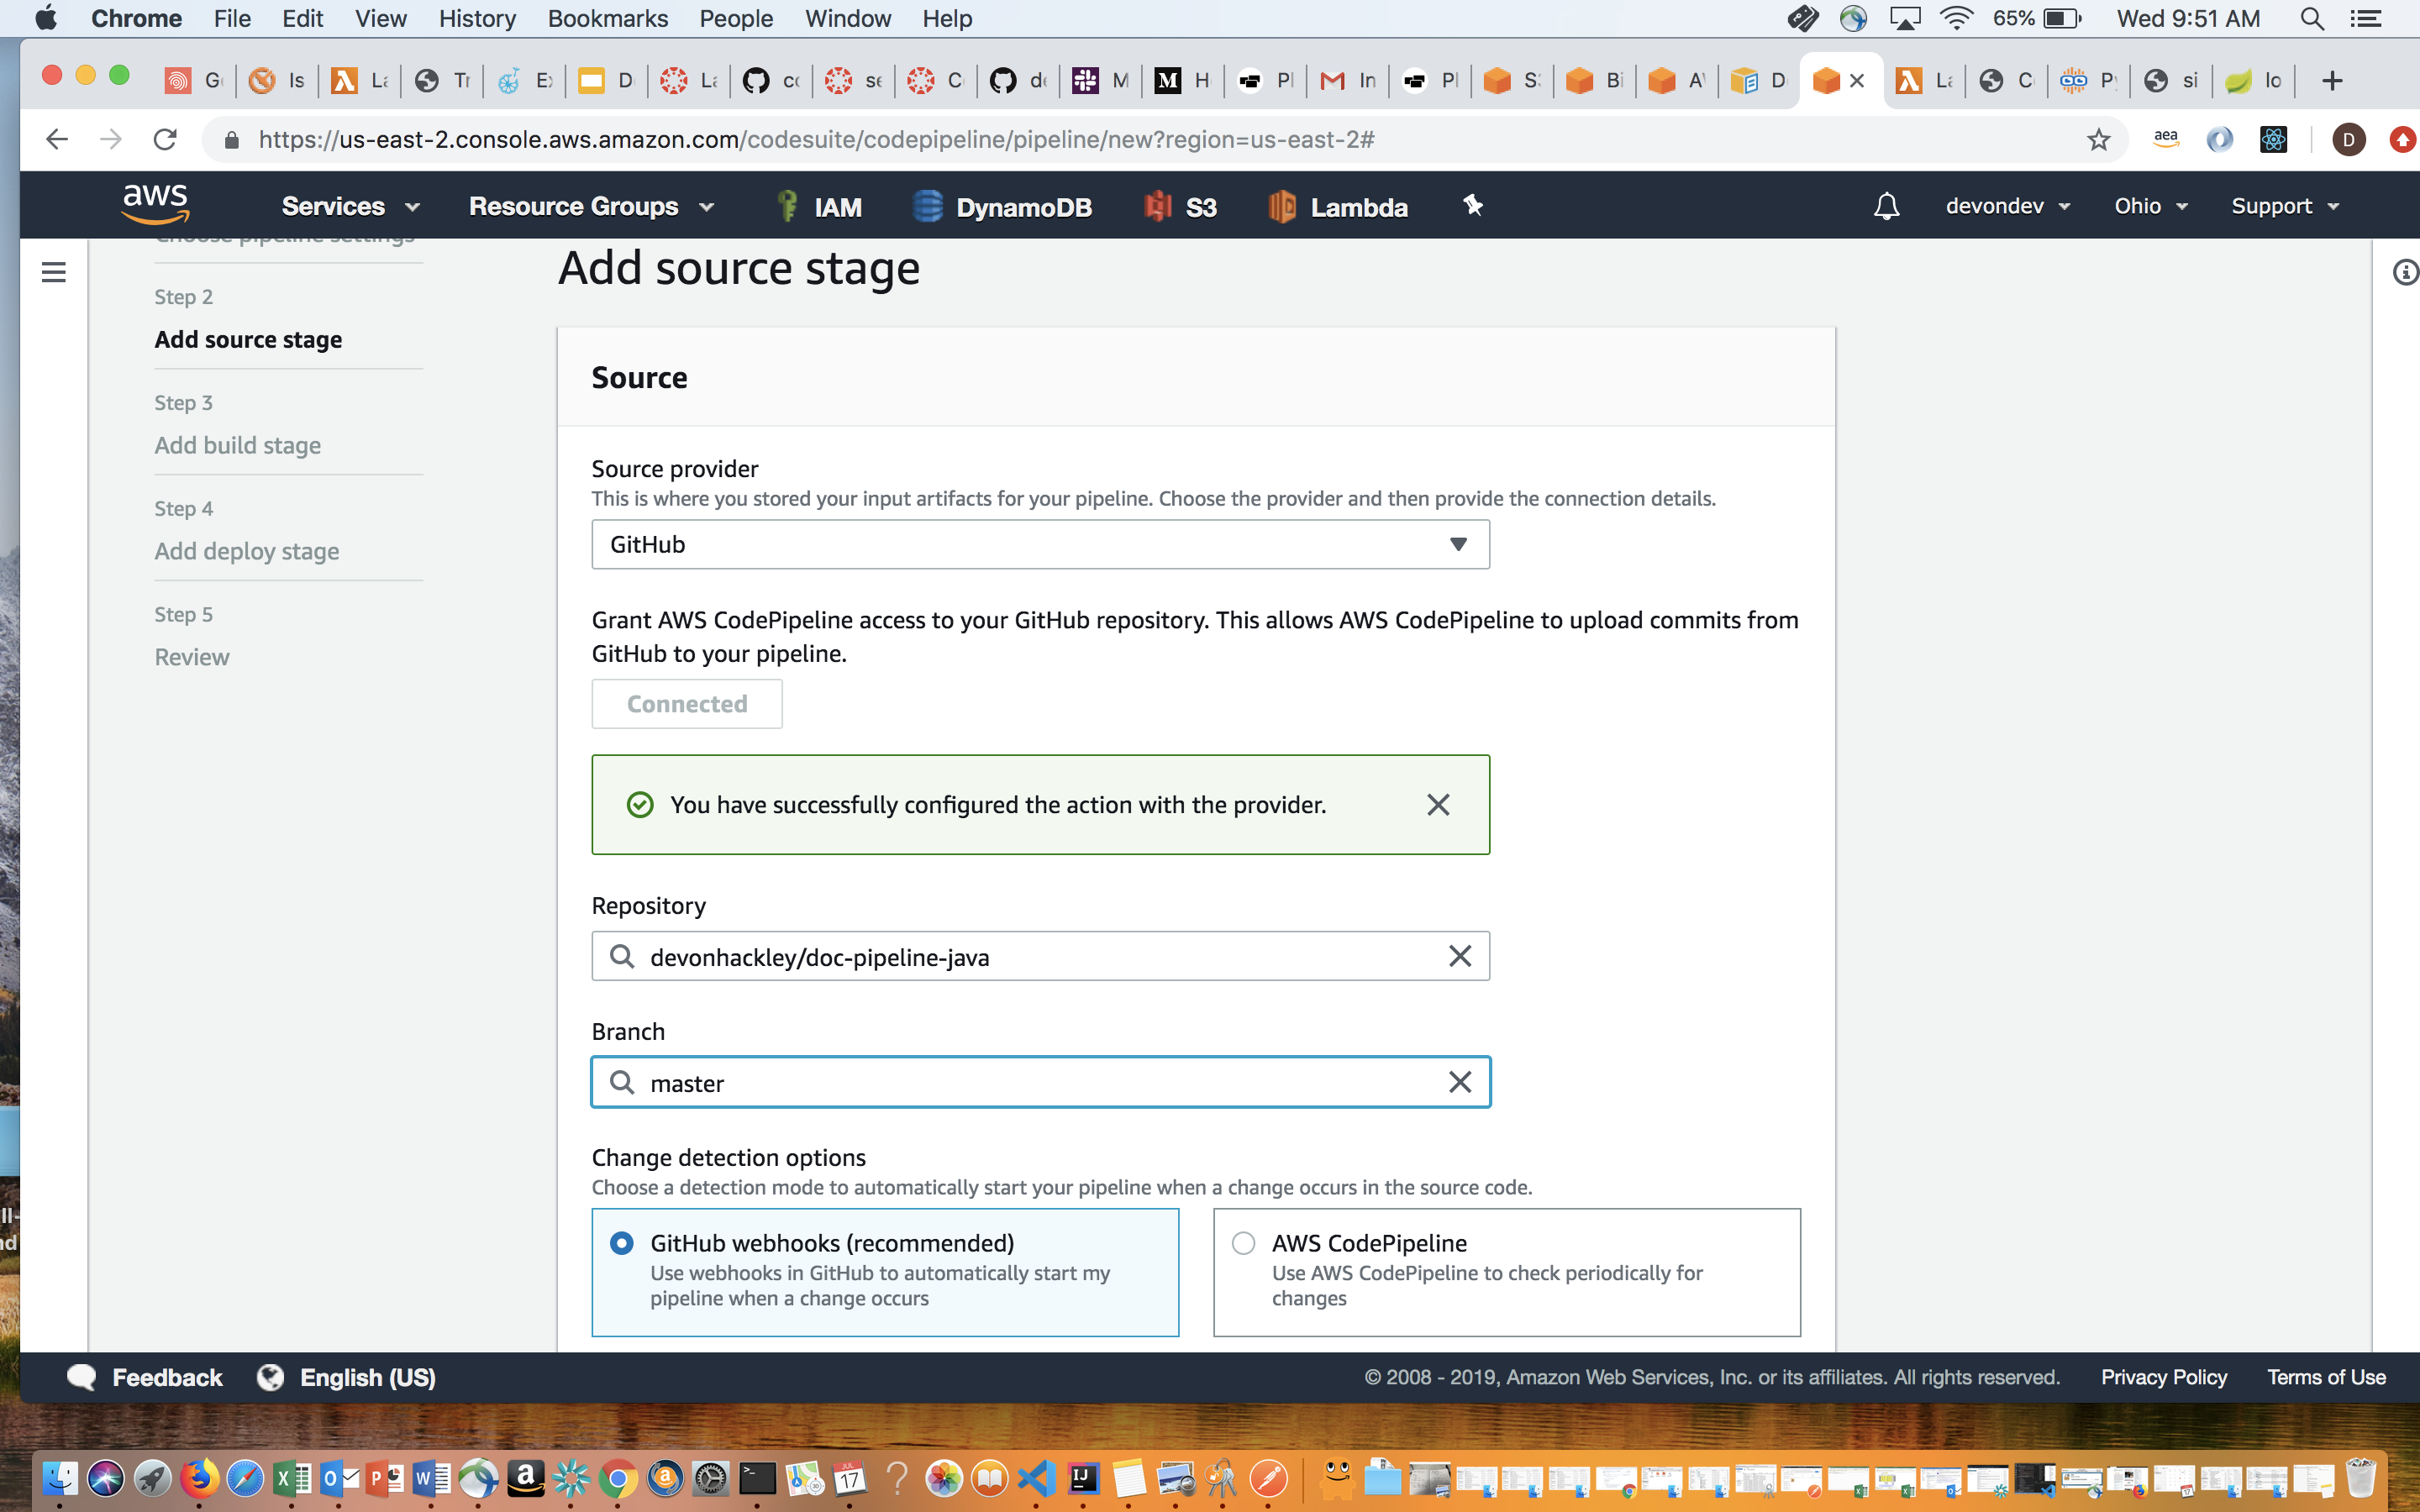 Chrome File Edit View History Bookmarks People Window Help 65% Wed 9:51 AM
https://us-east-2.console.aws.amazon.com/codesuite/codepipeline/pipeline/new?region=us-east-2#
aea
D
aws Services Resource Groups IAM DynamoDB S3 Lambda devondev Ohio Support
Choose pipeline settings
Step 2
Add source stage
Step 3
Add build stage
Step 4
Add deploy stage
Step 5
Review
Add source stage
Source
Source provider
This is where you stored your input artifacts for your pipeline. Choose the provider and then provide the connection details.
GitHub
Grant AWS CodePipeline access to your GitHub repository. This allows AWS CodePipeline to upload commits from
GitHub to your pipeline.
Connected
You have successfully configured the action with the provider.
Repository
devonhackley/doc-pipeline-java
Branch
master
Change detection options
Choose a detection mode to automatically start your pipeline when a change occurs in the source code.
GitHub webhooks (recommended)
Use webhooks in GitHub to automatically start my
pipeline when a change occurs
AWS CodePipeline
Use AWS CodePipeline to check periodically for
changes
Feedback English (US) © 2008 - 2019, Amazon Web Services, Inc. or its affiliates. All rights reserved. Privacy Policy Terms of Use
JUL
17